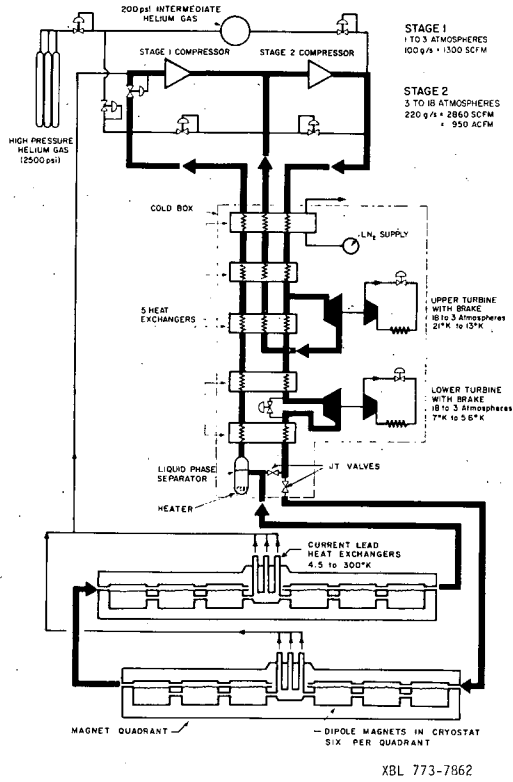 200 psi INTERMEDIATE
HELIUM GAS
STAGE 1
1 TO 3 ATMOSPHERES
100 g/s = 1300 SCFM
STAGE 1 COMPRESSOR
STAGE 2 COMPRESSOR
STAGE 2
3 TO 18 ATMOSPHERES
220 g/s = 2860 SCFM
= 950 ACFM
HIGH PRESSURE
HELIUM GAS
(2500 psi)
COLD BOX
LN2 SUPPLY
5 HEAT
EXCHANGERS
UPPER TURBINE
WITH BRAKE
18 to 3 Atmospheres
21°K to 13°K
LOWER TURBINE
WITH BRAKE
18 to 3 Atmospheres
7°K to 5.6°K
LIQUID PHASE
SEPARATOR
JT VALVES
HEATER
CURRENT LEAD
HEAT EXCHANGERS
4.5 to 300°K
MAGNET QUADRANT
DIPOLE MAGNETS IN CRYOSTAT
SIX PER QUADRANT
XBL 773-7862